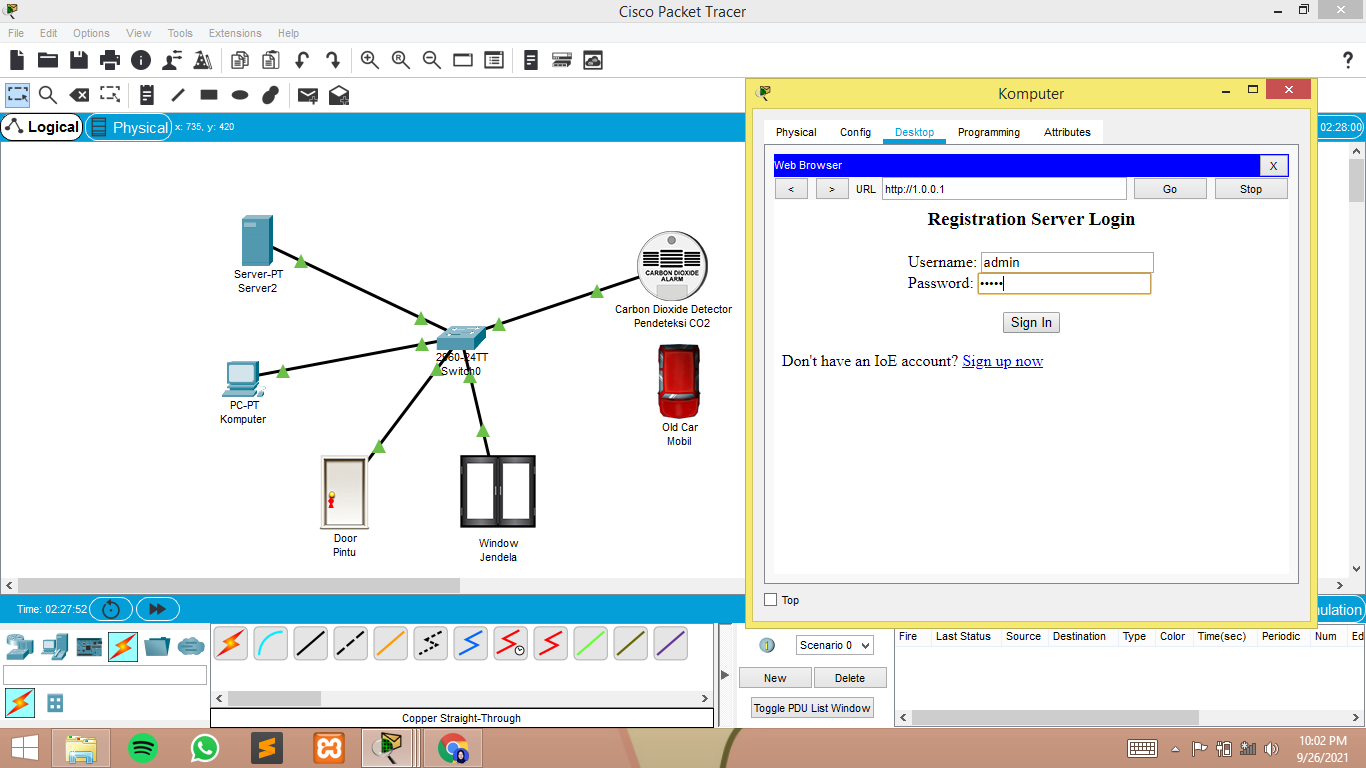 Cisco Packet Tracer
File Edit Options View Tools Extensions Help
Logical
Physical
x: 735, y: 420
02:28:00
Server-PT
Server2
PC-PT
Komputer
2960-24TT
Switch0
CARBON DIOXIDE
ALARM
Carbon Dioxide Detector
Pendeteksi CO2
Old Car
Mobil
Door
Pintu
Window
Jendela
Komputer
Physical Config Desktop Programming Attributes
Web Browser X
< > URL http://1.0.0.1 Go Stop
Registration Server Login
Username: admin
Password: •••••
Sign In
Don't have an IoE account? Sign up now
Top
Time: 02:27:52
Copper Straight-Through
Scenario 0
New Delete
Toggle PDU List Window
Fire Last Status Source Destination Type Color Time(sec) Periodic Num Edi
10:02 PM
9/26/2021